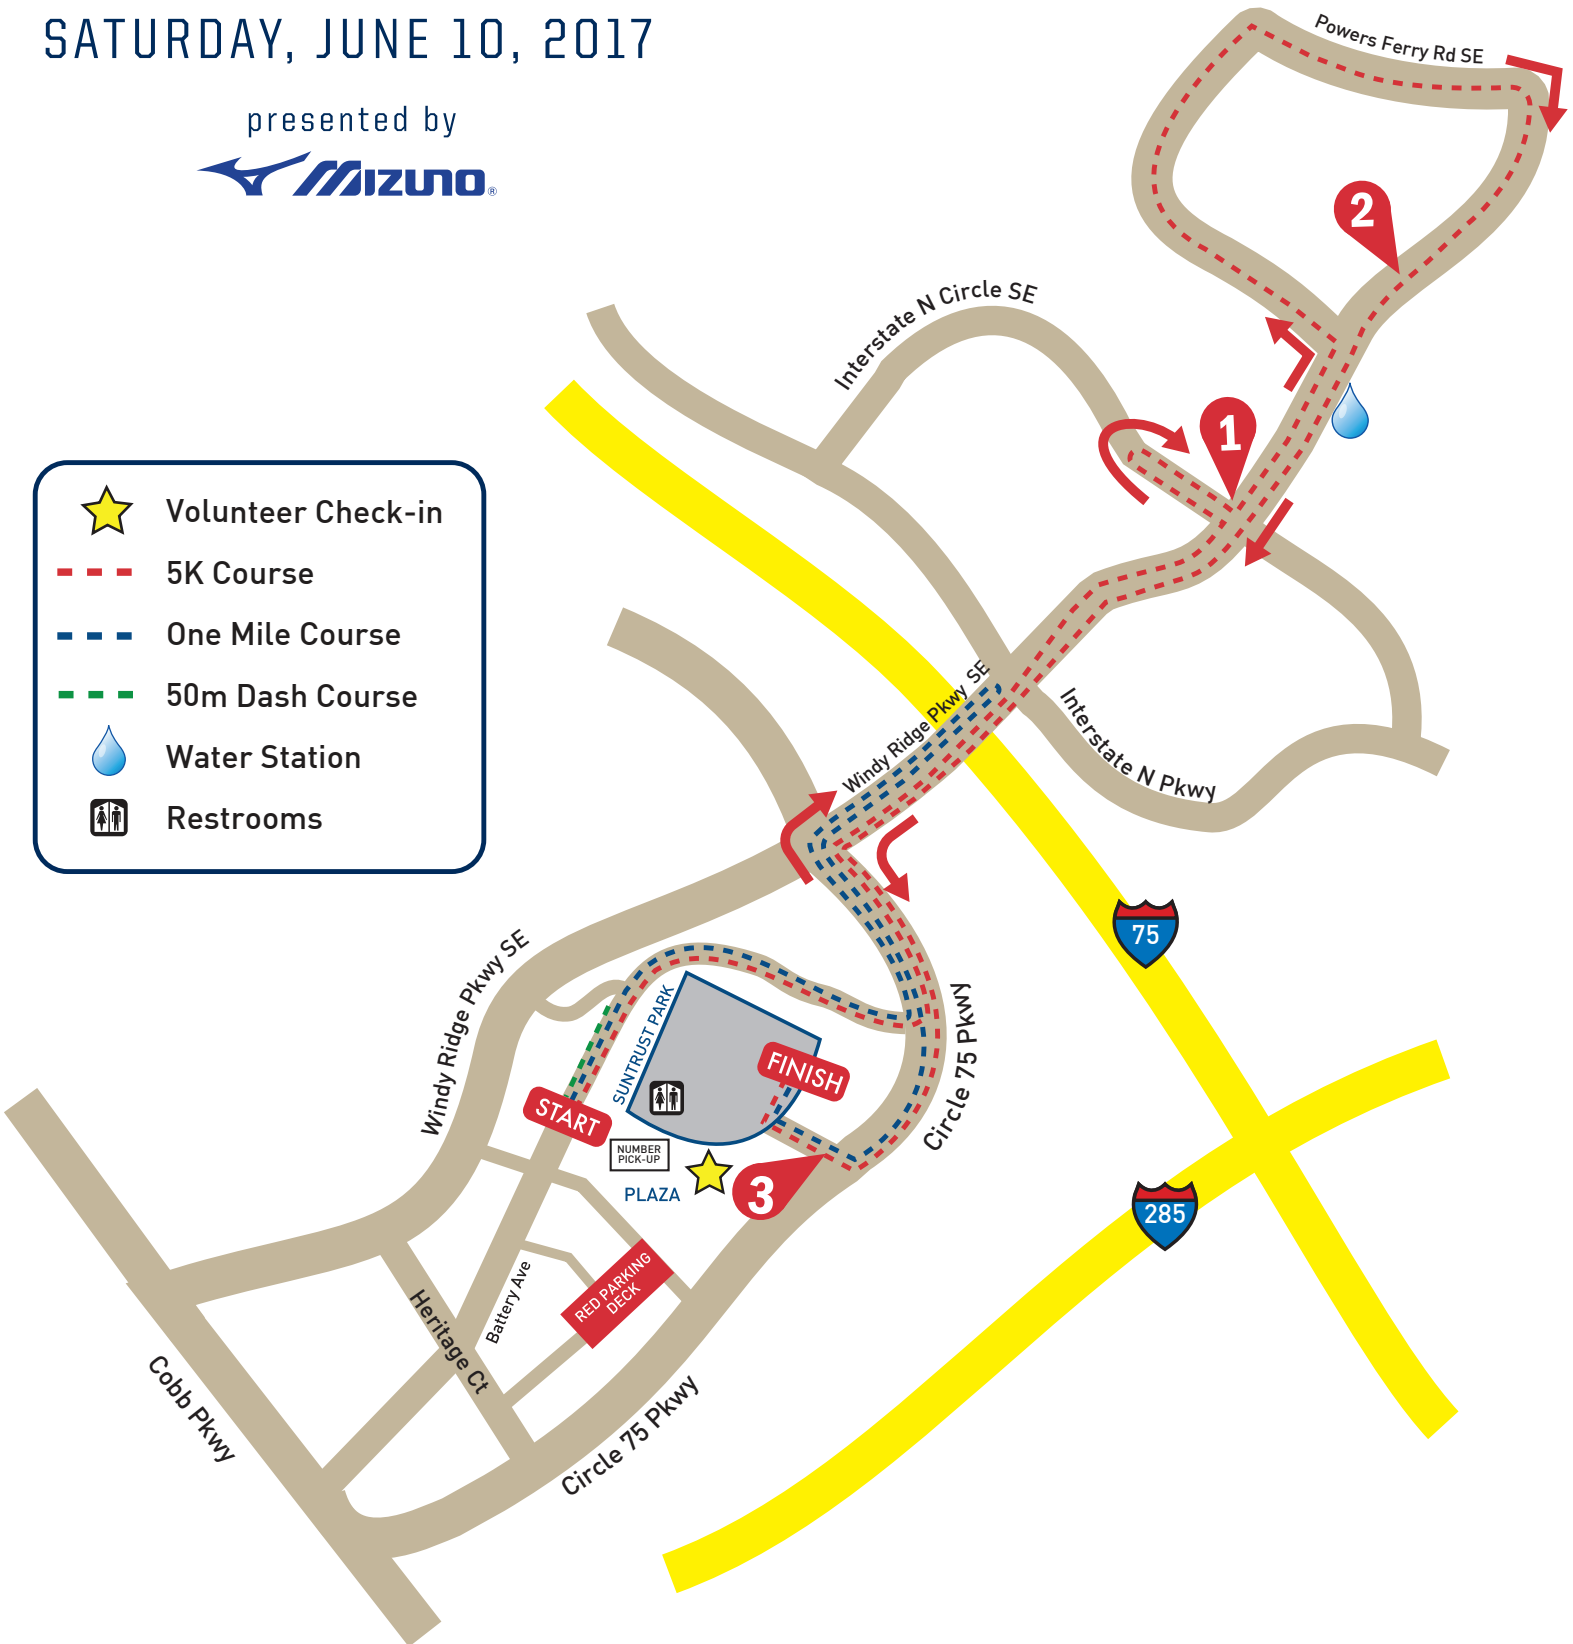 SATURDAY, JUNE 10, 2017
presented by
MIZUNO®
Powers Ferry Rd SE
2
Interstate N Circle SE
1
Volunteer Check-in
5K Course
One Mile Course
50m Dash Course
Water Station
Restrooms
Windy Ridge Pkwy SE
Interstate N Pkwy
75
Windy Ridge Pkwy SE
SUNTRUST PARK
Circle 75 Pkwy
FINISH
START
NUMBER
PICK-UP
PLAZA
3
285
RED PARKING
DECK
Battery Ave
Heritage Ct
Cobb Pkwy
Circle 75 Pkwy